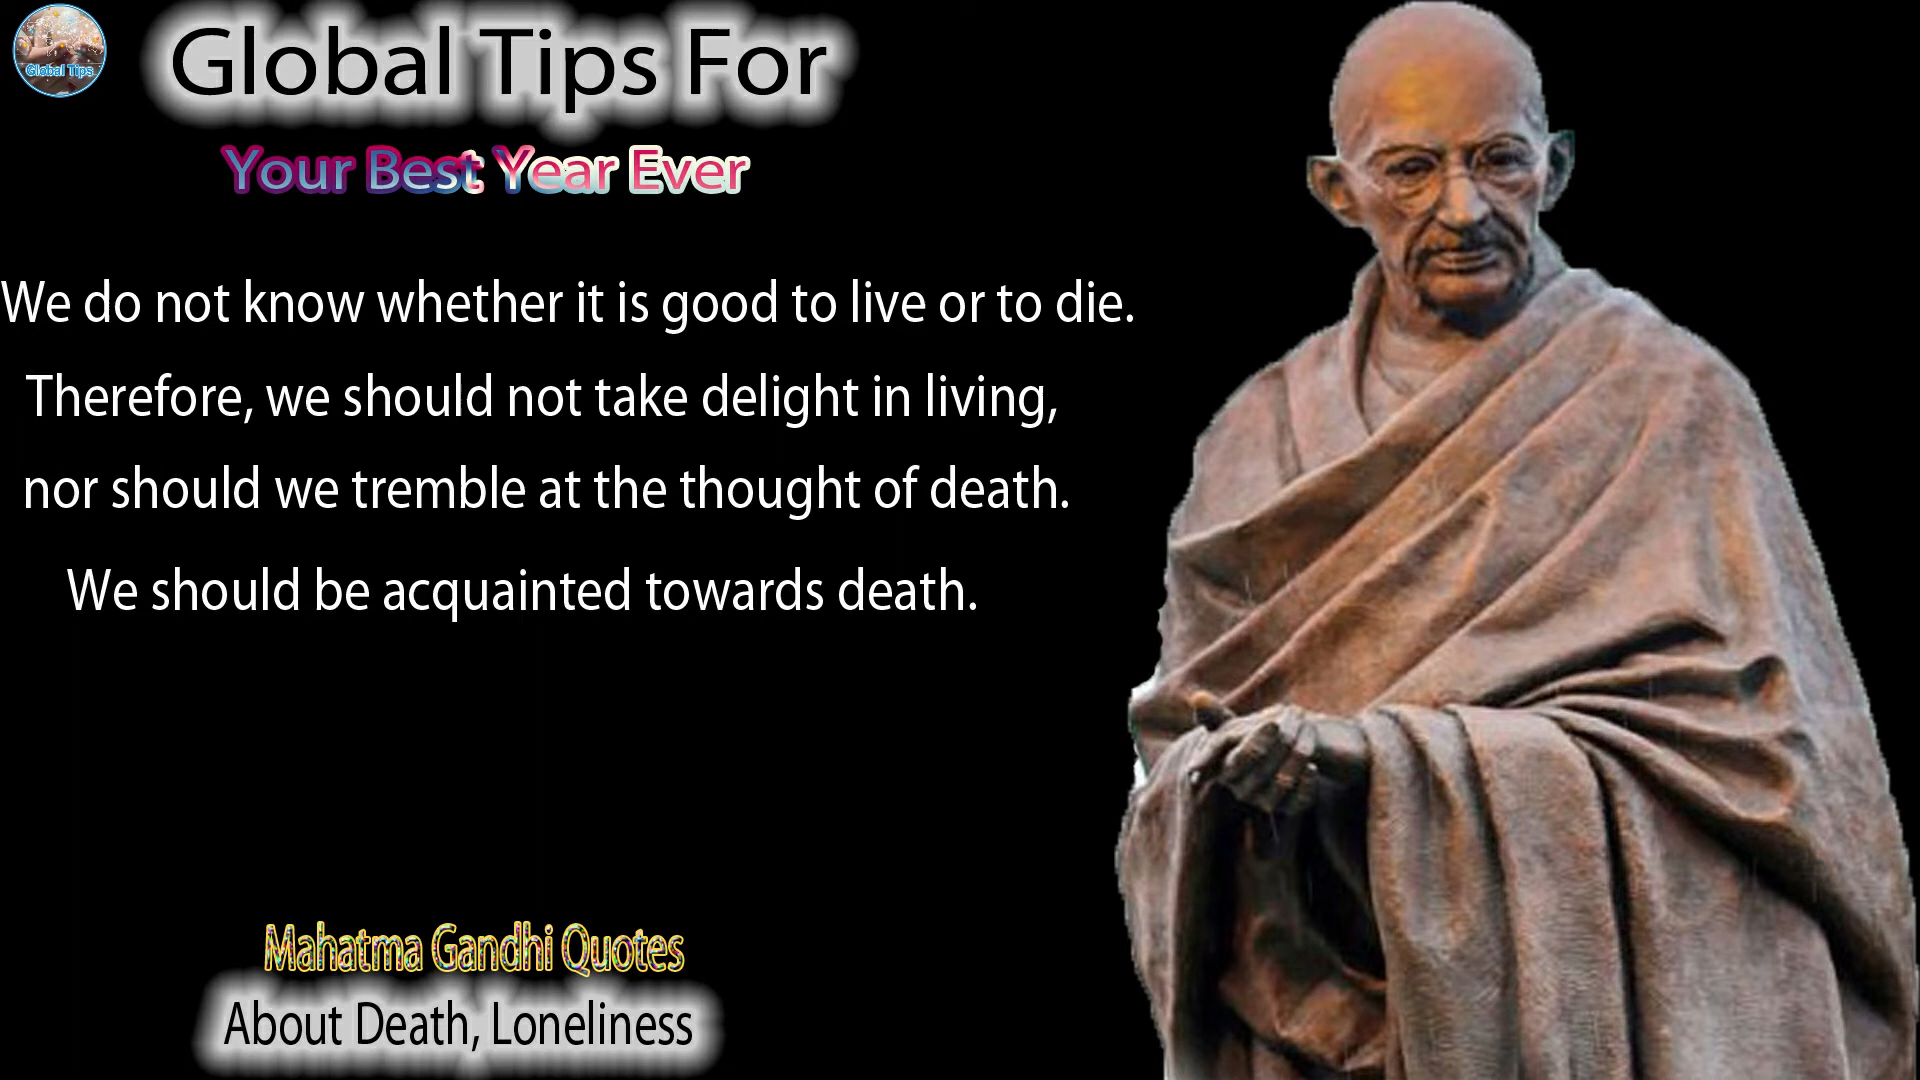 Global Tips
Global Tips For
Your Best Year Ever
We do not know whether it is good to live or to die.
Therefore, we should not take delight in living,
nor should we tremble at the thought of death.
We should be acquainted towards death.
Mahatma Gandhi Quotes
About Death, Loneliness